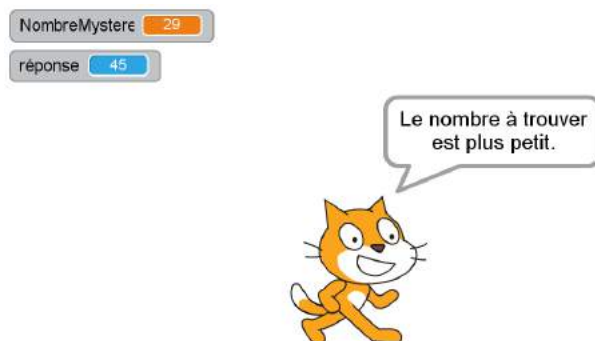 NombreMystere 29
réponse 45
Le nombre à trouver
est plus petit.